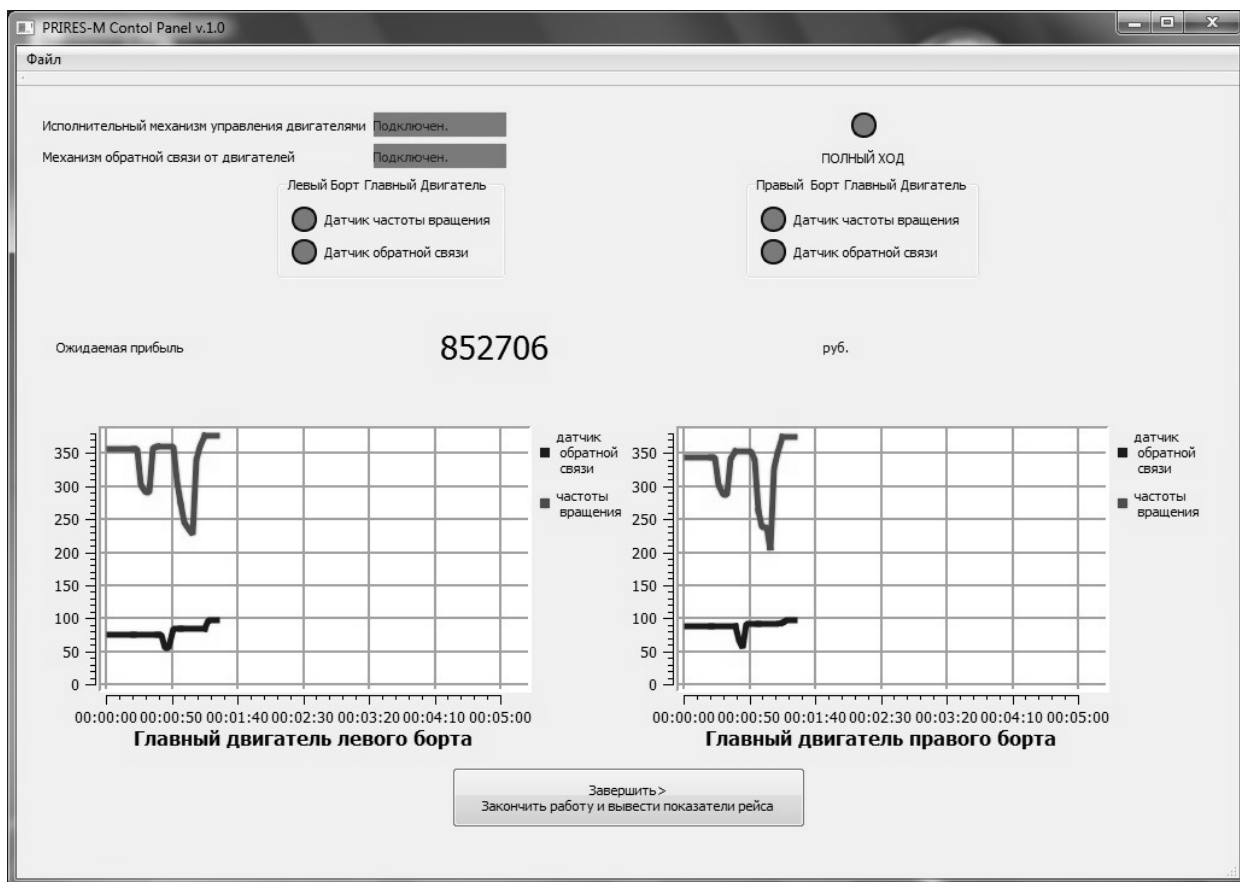 PRIRES-M Contol Panel v.1.0
Файл
Исполнительный механизм управления двигателями Подключен.
Механизм обратной связи от двигателей Подключен.
ПОЛНЫЙ ХОД
Левый Борт Главный Двигатель
Датчик частоты вращения
Датчик обратной связи
Правый Борт Главный Двигатель
Датчик частоты вращения
Датчик обратной связи
Ожидаемая прибыль 852706 руб.
350
300
250
200
150
100
50
0
00:00:00 00:00:50 00:01:40 00:02:30 00:03:20 00:04:10 00:05:00
Главный двигатель левого борта
датчик
обратной
связи
частоты
вращения
350
300
250
200
150
100
50
0
00:00:00 00:00:50 00:01:40 00:02:30 00:03:20 00:04:10 00:05:00
Главный двигатель правого борта
датчик
обратной
связи
частоты
вращения
Завершить>
Закончить работу и вывести показатели рейса